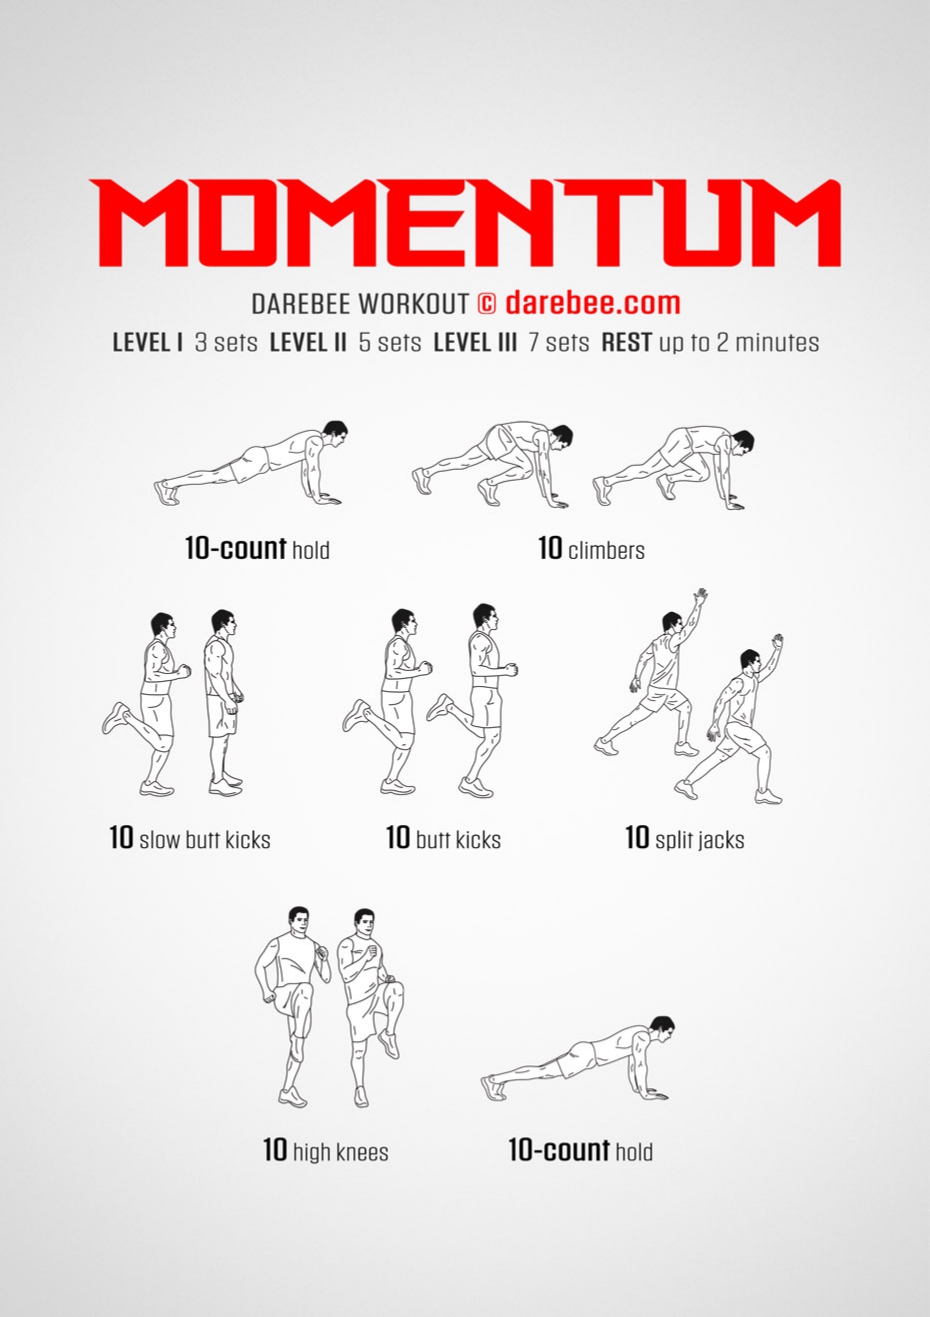 MOMENTUM
DAREBEE WORKOUT © darebee.com
LEVEL I 3 sets LEVEL II 5 sets LEVEL III 7 sets REST up to 2 minutes
10-count hold
10 climbers
10 slow butt kicks
10 butt kicks
10 split jacks
10 high knees
10-count hold